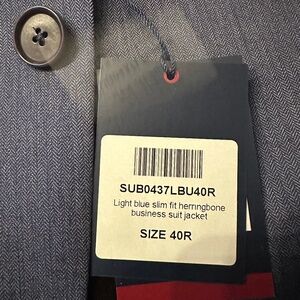 SUB0437LBU40R
Light blue slim fit herringbone
business suit jacket
SIZE 40R